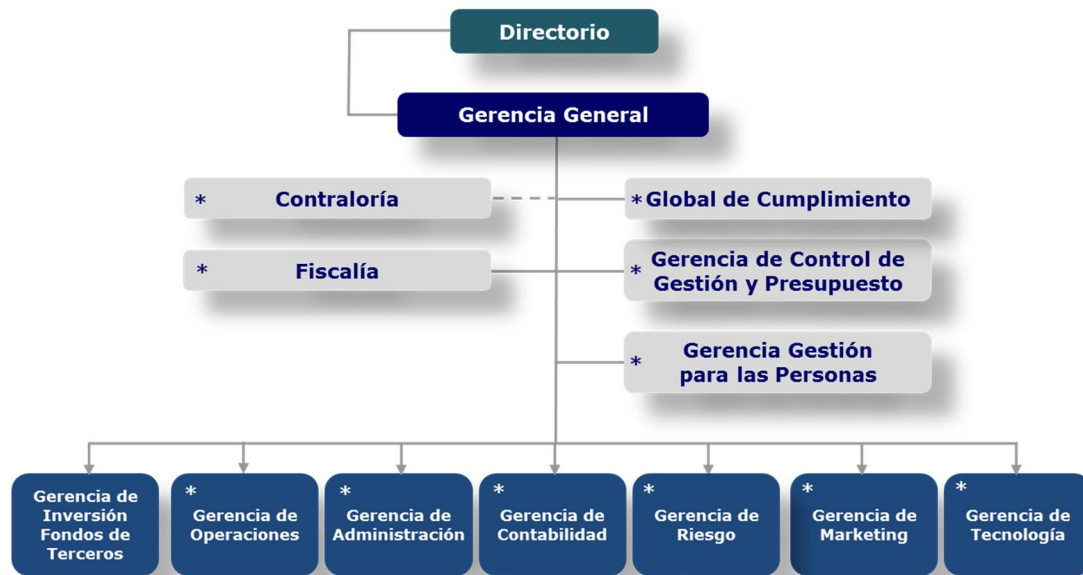 Directorio
Gerencia General
* Contraloría
* Global de Cumplimiento
* Fiscalía
* Gerencia de Control de
Gestión y Presupuesto
* Gerencia Gestión
para las Personas
Gerencia de
Inversión
Fondos de
Terceros
*
Gerencia de
Operaciones
*
Gerencia de
Administración
*
Gerencia de
Contabilidad
*
Gerencia de
Riesgo
*
Gerencia de
Marketing
*
Gerencia de
Tecnología